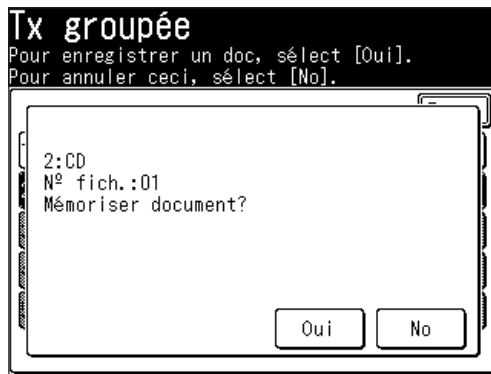 Tx groupée
Pour enregistrer un doc, sélect [Oui].
Pour annuler ceci, sélect [No].
2:CD
Nº fich.:01
Mémoriser document?
Oui
No